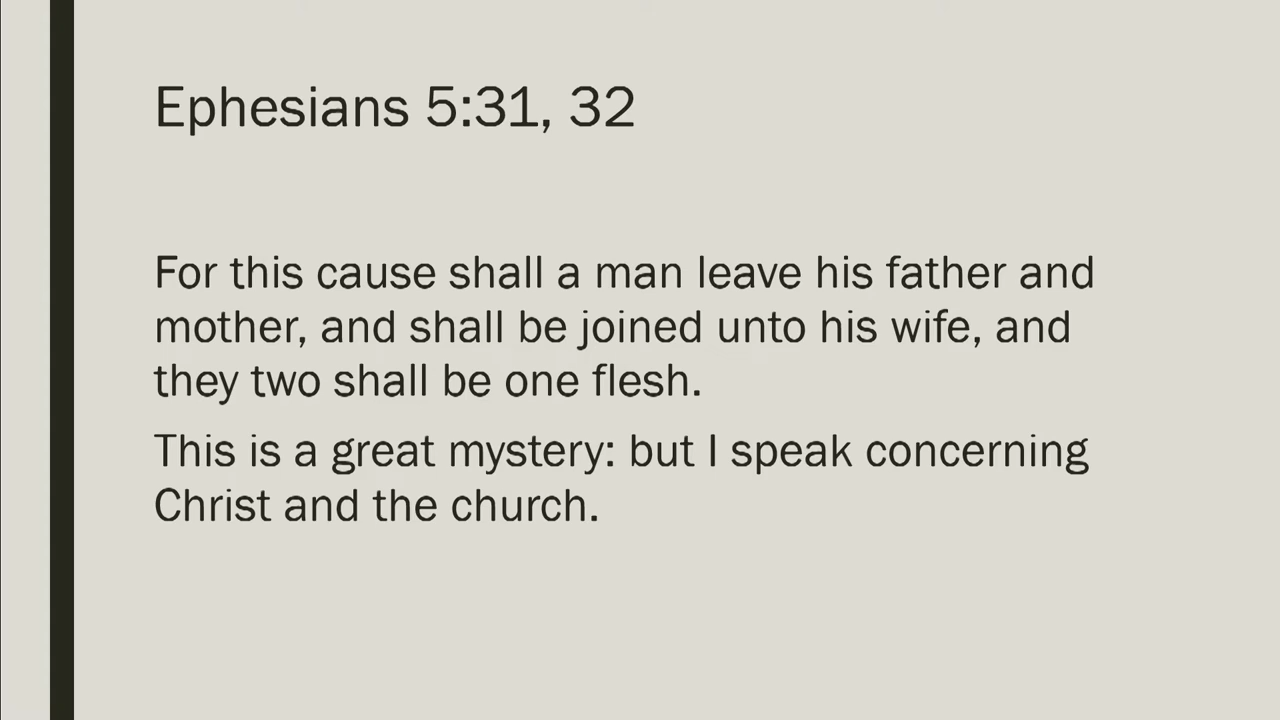 Ephesians 5:31, 32
For this cause shall a man leave his father and
mother, and shall be joined unto his wife, and
they two shall be one flesh.
This is a great mystery: but I speak concerning
Christ and the church.